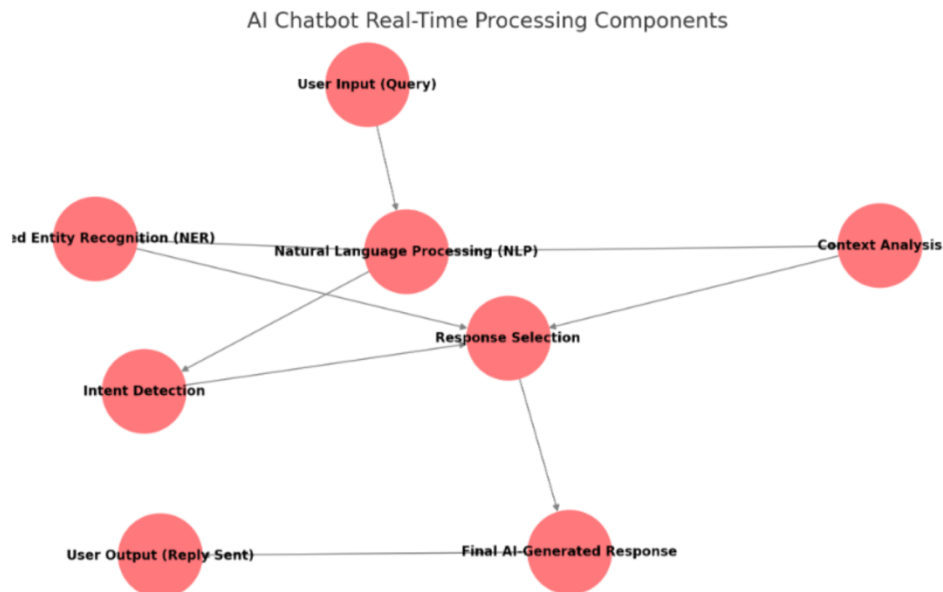 AI Chatbot Real-Time Processing Components
User Input (Query)
ed Entity Recognition (NER)
Natural Language Processing (NLP)
Context Analysis
Response Selection
Intent Detection
User Output (Reply Sent)
Final AI-Generated Response